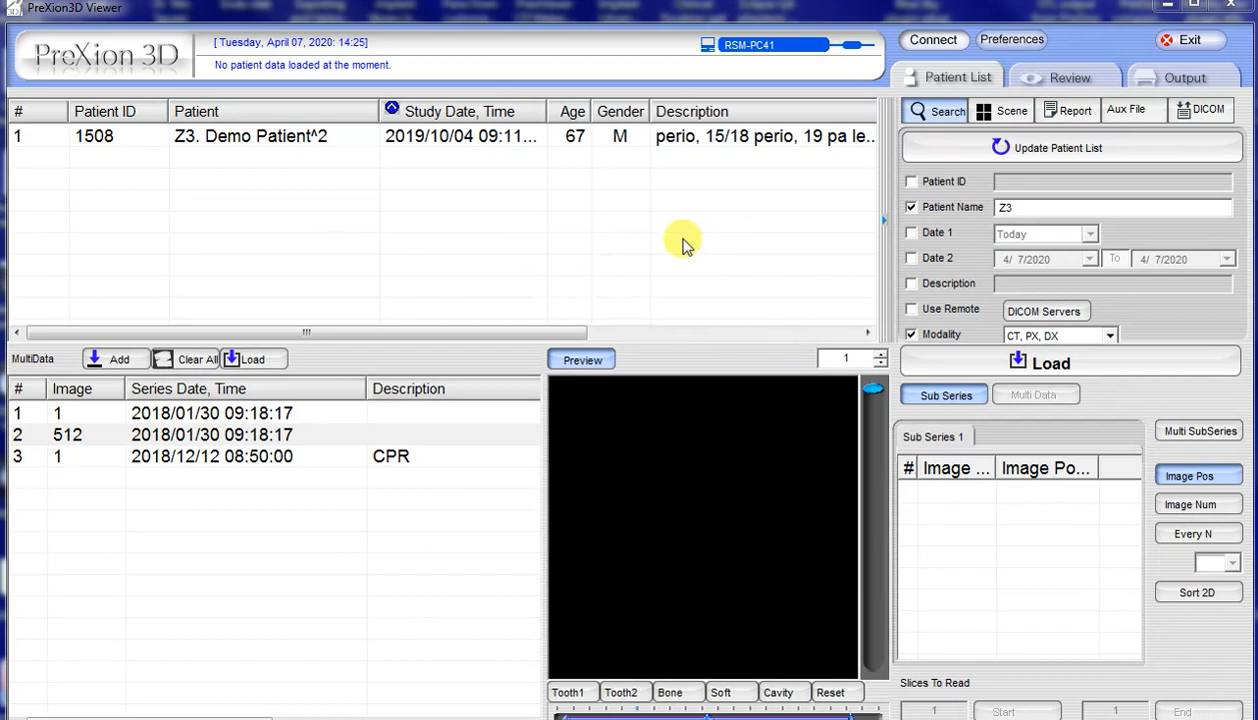 PreXion3D Viewer
PreXion 3D
[ Tuesday, April 07, 2020: 14:25]
No patient data loaded at the moment.
RSM-PC41
Connect
Preferences
Exit
Patient List
Review
Output
# Patient ID Patient Study Date, Time Age Gender Description
1 1508 Z3. Demo Patient^2 2019/10/04 09:11... 67 M perio, 15/18 perio, 19 pa le..
Search
Scene
Report
Aux File
DICOM
Update Patient List
Patient ID
Patient Name Z3
Date 1 Today
Date 2 4/ 7/2020 To 4/ 7/2020
Description
Use Remote DICOM Servers
Modality CT, PX, DX
MultiData Add Clear All Load
Preview 1
Load
# Image Series Date, Time Description
1 1 2018/01/30 09:18:17
2 512 2018/01/30 09:18:17
3 1 2018/12/12 08:50:00 CPR
Sub Series Multi Data
Sub Series 1
Multi SubSeries
# Image ... Image Po...
Image Pos
Image Num
Every N
Sort 2D
Slices To Read
1 Start 1 End
Tooth1 Tooth2 Bone Soft Cavity Reset